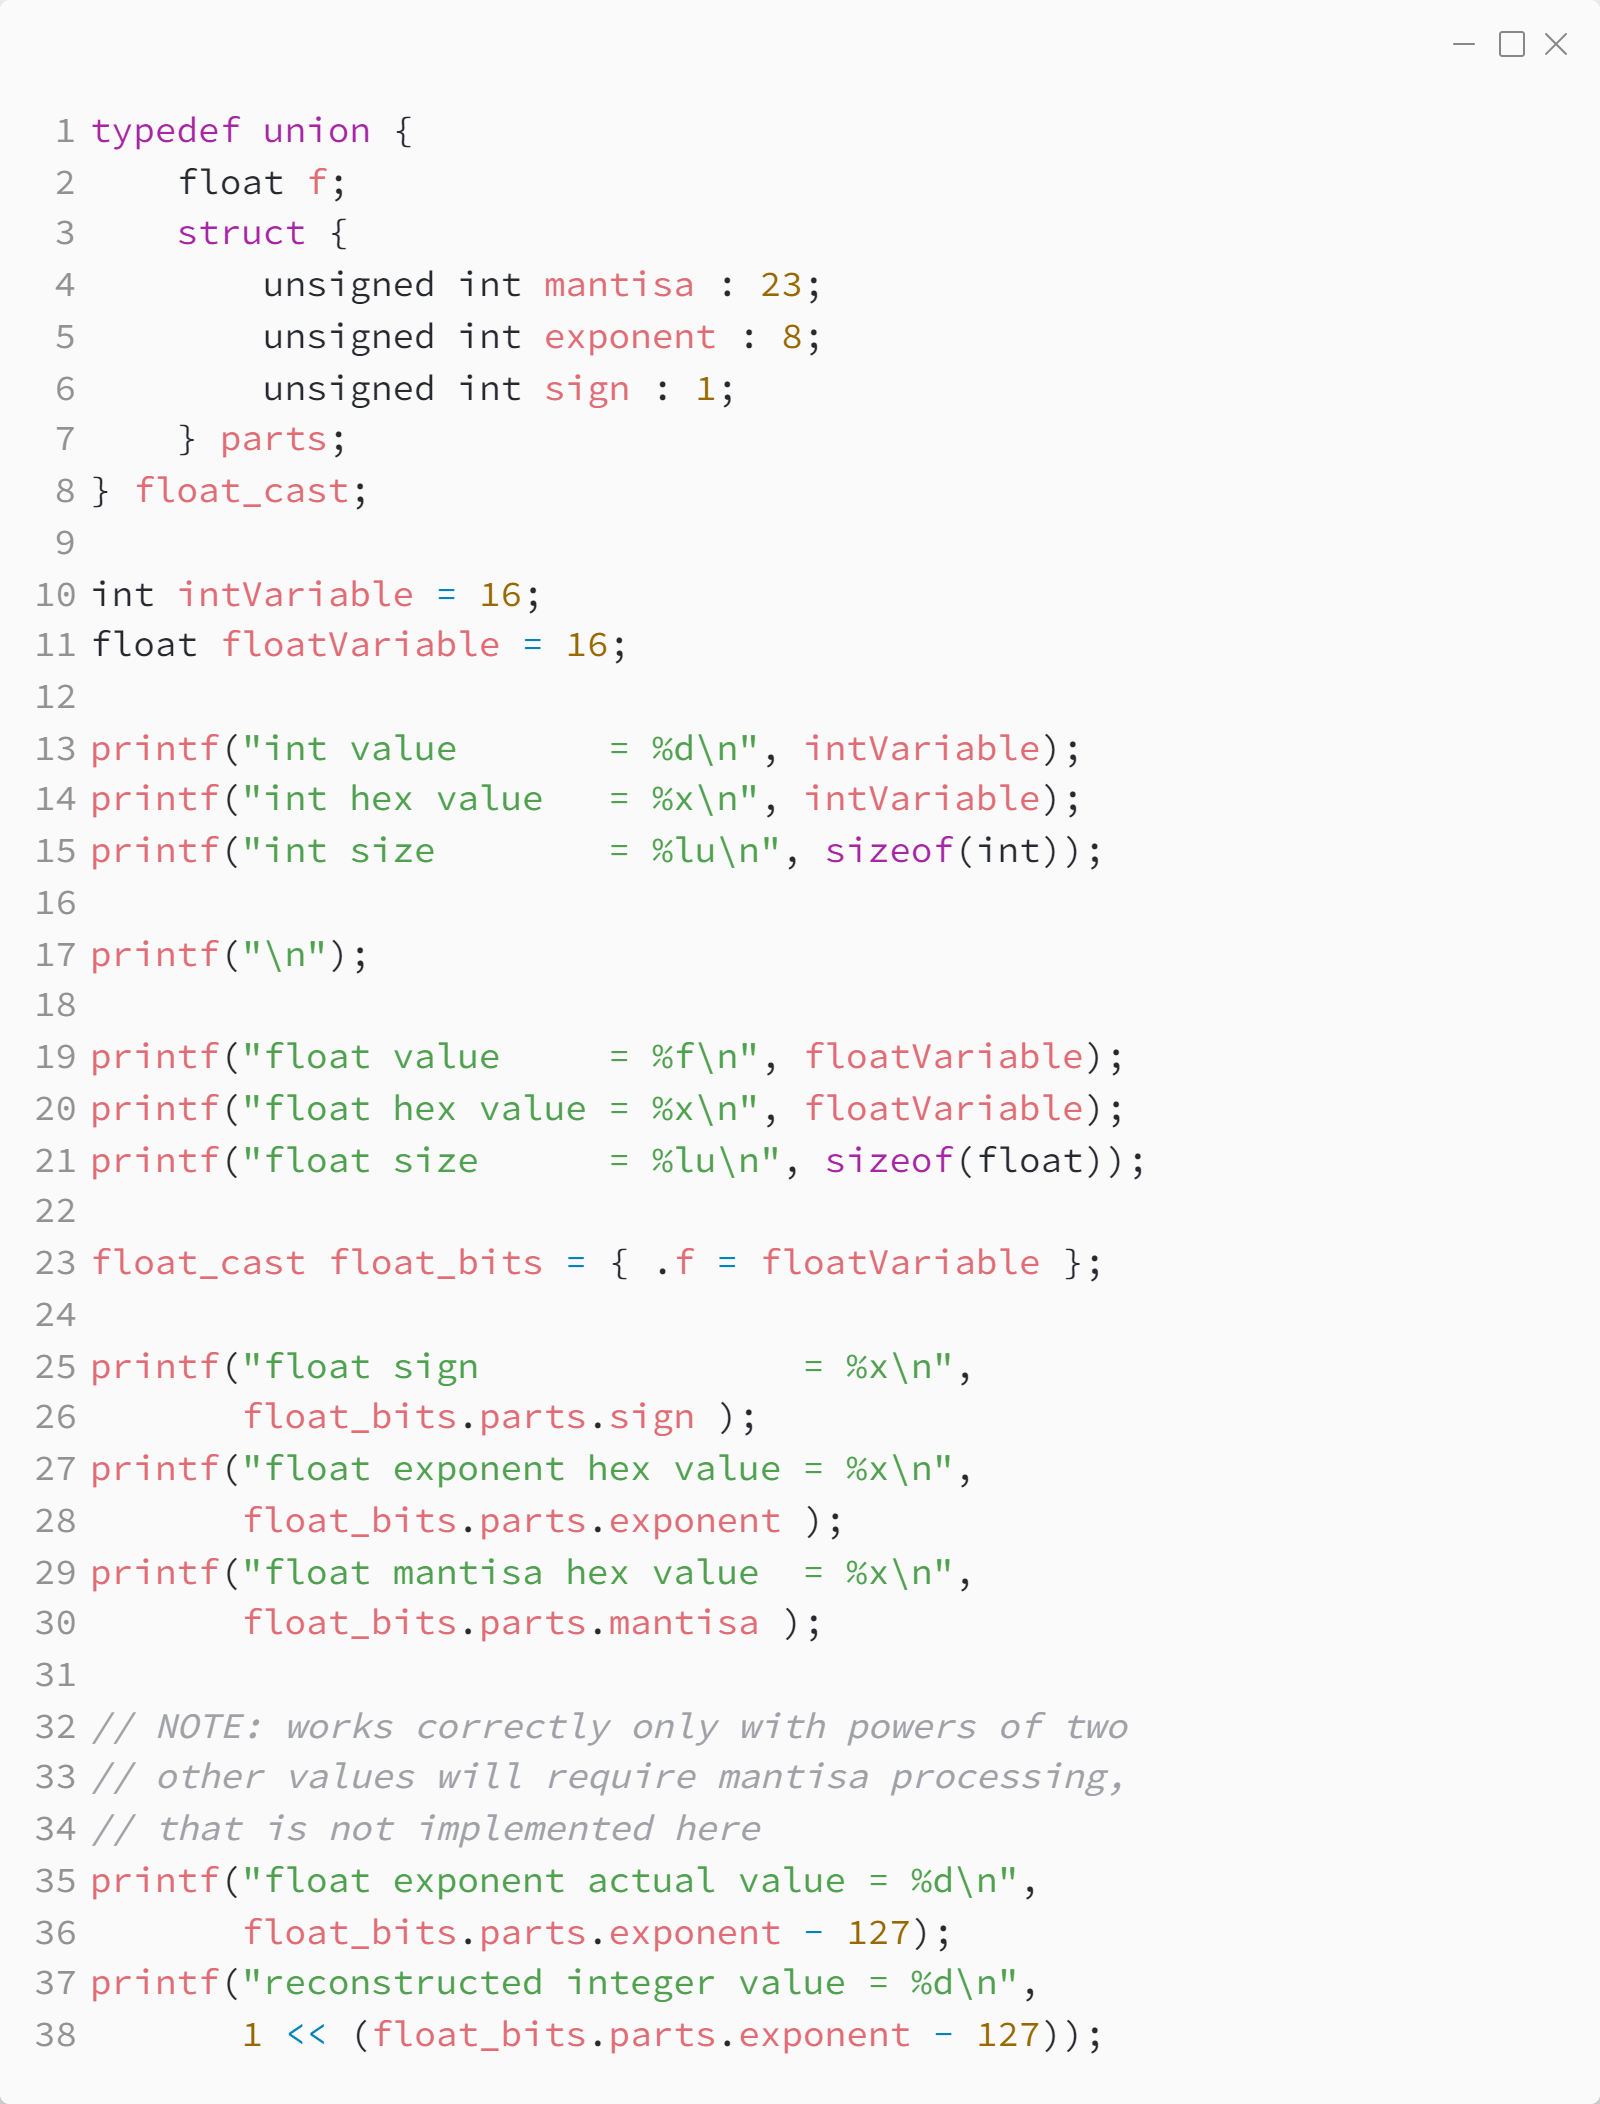 1 typedef union {
2     float f;
3     struct {
4         unsigned int mantisa : 23;
5         unsigned int exponent : 8;
6         unsigned int sign : 1;
7     } parts;
8 } float_cast;
9
10 int intVariable = 16;
11 float floatVariable = 16;
12
13 printf("int value       = %d\n", intVariable);
14 printf("int hex value   = %x\n", intVariable);
15 printf("int size        = %lu\n", sizeof(int));
16
17 printf("\n");
18
19 printf("float value     = %f\n", floatVariable);
20 printf("float hex value = %x\n", floatVariable);
21 printf("float size      = %lu\n", sizeof(float));
22
23 float_cast float_bits = { .f = floatVariable };
24
25 printf("float sign               = %x\n",
26        float_bits.parts.sign );
27 printf("float exponent hex value = %x\n",
28        float_bits.parts.exponent );
29 printf("float mantisa hex value  = %x\n",
30        float_bits.parts.mantisa );
31
32 // NOTE: works correctly only with powers of two
33 // other values will require mantisa processing,
34 // that is not implemented here
35 printf("float exponent actual value = %d\n",
36        float_bits.parts.exponent - 127);
37 printf("reconstructed integer value = %d\n",
38        1 << (float_bits.parts.exponent - 127));